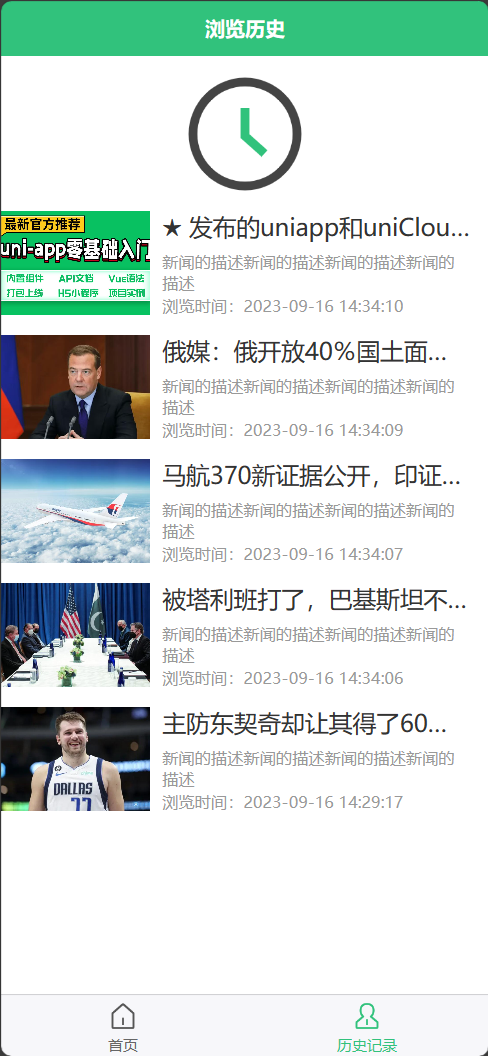 浏览历史
最新官方推荐
uni-app零基础入门
内置组件 API文档 Vue语法
打包上线 H5小程序 项目实例
★ 发布的uniapp和uniClou...
新闻的描述新闻的描述新闻的描述新闻的
描述
浏览时间：2023-09-16 14:34:10
俄媒：俄开放40%国土面...
新闻的描述新闻的描述新闻的描述新闻的
描述
浏览时间：2023-09-16 14:34:09
马航370新证据公开，印证...
新闻的描述新闻的描述新闻的描述新闻的
描述
浏览时间：2023-09-16 14:34:07
被塔利班打了，巴基斯坦不...
新闻的描述新闻的描述新闻的描述新闻的
描述
浏览时间：2023-09-16 14:34:06
DALLAS
77
主防东契奇却让其得了60...
新闻的描述新闻的描述新闻的描述新闻的
描述
浏览时间：2023-09-16 14:29:17
首页
历史记录